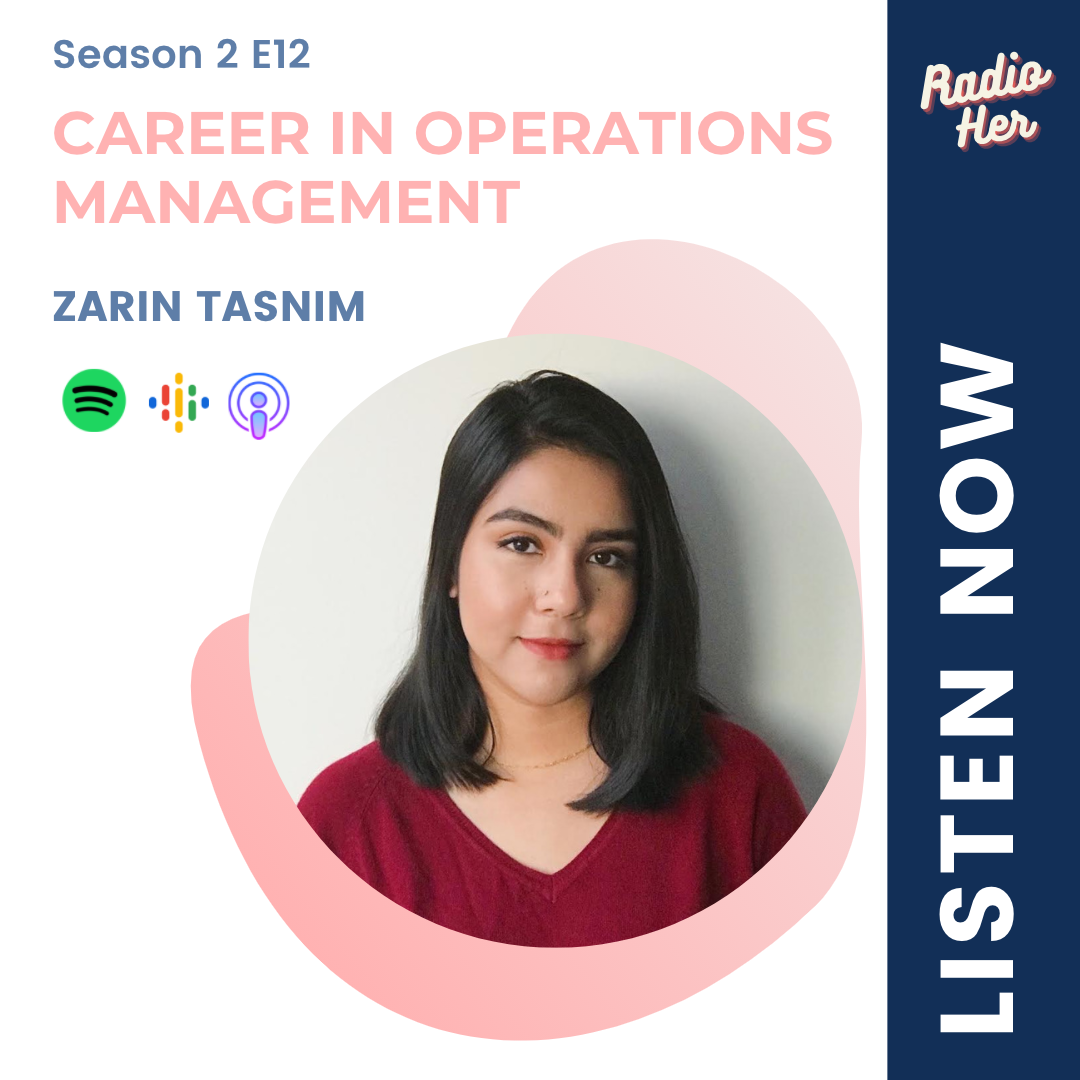 Season 2 E12
CAREER IN OPERATIONS
MANAGEMENT
ZARIN TASNIM
Radio
Her
LISTEN NOW